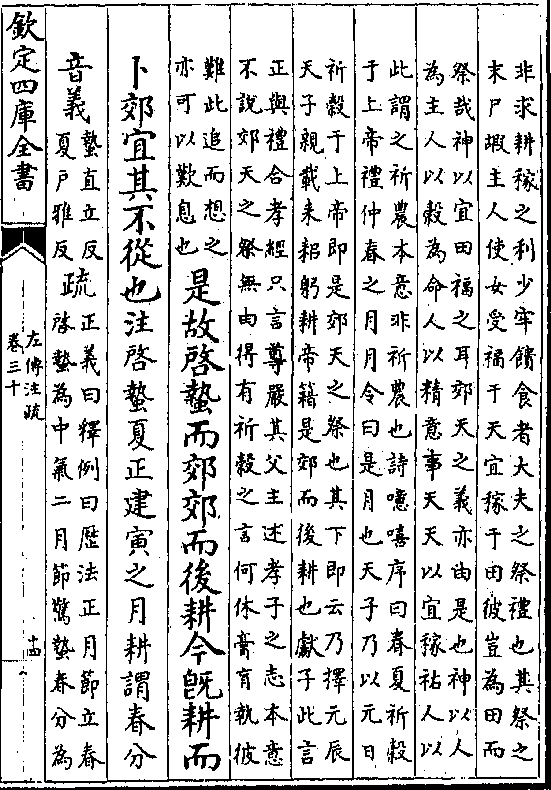 非求耕稼之利少牢饋食者大夫之祭禮也其祭之
末尸嘏主人使女受福于天宜稼于田彼豈為田而
祭哉神以宜田福之耳郊天之義亦由是也神以人
為主人以穀為命人以精意事天天以宜稼祐人以
此謂之祈農本意非祈農也詩噫嘻序曰春夏祈穀
于上帝禮仲春之月月令曰是月也天子乃以元日
祈穀于上帝即是郊天之祭也其下即云乃擇元辰
天子親載耒耜躬耕帝籍是郊而後耕也獻子此言
正與禮合孝經只言尊嚴其父主述孝子之志本意
不說郊天之祭無由得有祈穀之言何休膏肓執彼
難此追而想之
亦可以歎息也
是故啓蟄而郊郊而後耕今既耕而
卜郊宜其不從也注啓蟄夏正建寅之月耕謂春分
音義
蟄直立反
夏戶雅反
疏
正義曰釋例曰歷法正月節立春
啓蟄為中氣二月節驚蟄春分為
欽定四庫全書
左傳注疏
卷三十
十四